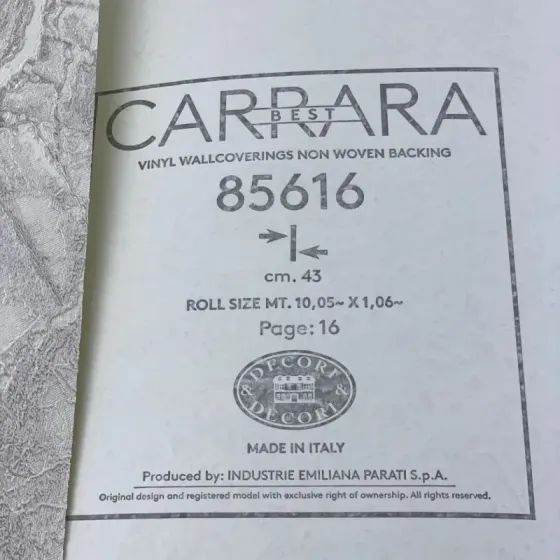 CARRARA
BEST
VINYL WALLCOVERINGS NON WOVEN BACKING
85616
cm. 43
ROLL SIZE MT. 10,05~ X 1,06~
Page: 16
DECORI
& &
DECORI
MADE IN ITALY
Produced by: INDUSTRIE EMILIANA PARATI S.p.A.
Original design and registered model with exclusive right of ownership. All rights reserved.